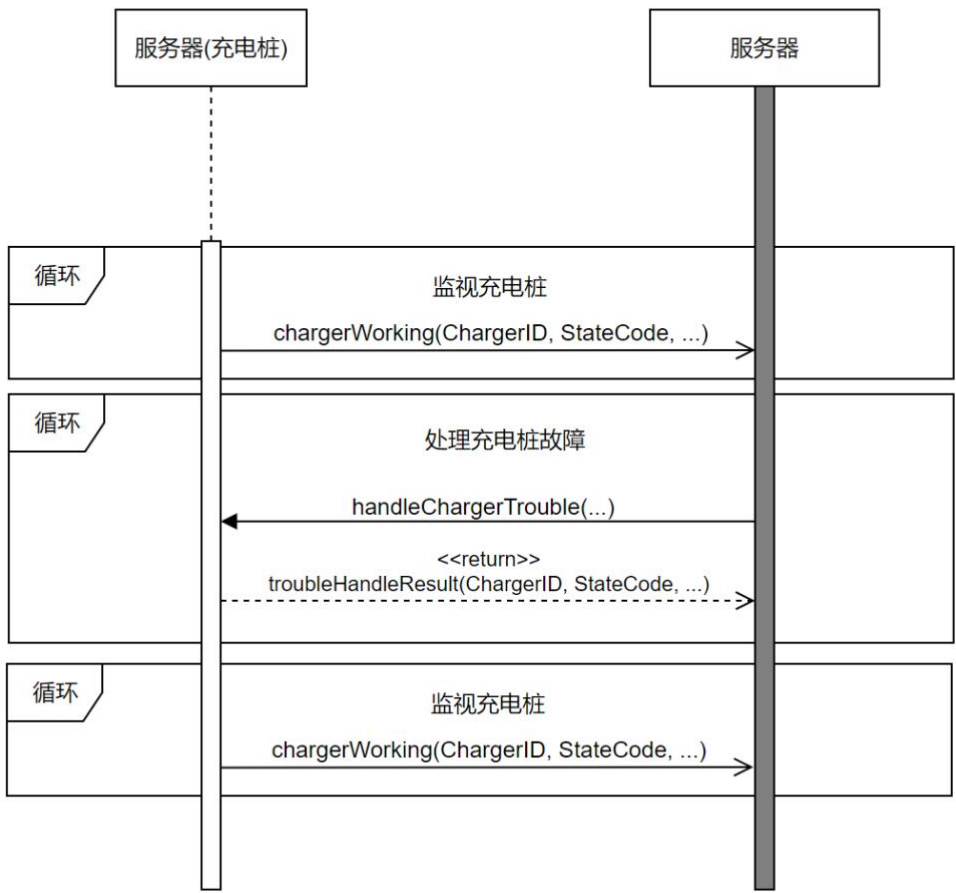 服务器(充电桩)
服务器
循环
监视充电桩
chargerWorking(ChargerID, StateCode, ...)
循环
处理充电桩故障
handleChargerTrouble(...)
<<return>>
troubleHandleResult(ChargerID, StateCode, ...)
循环
监视充电桩
chargerWorking(ChargerID, StateCode, ...)